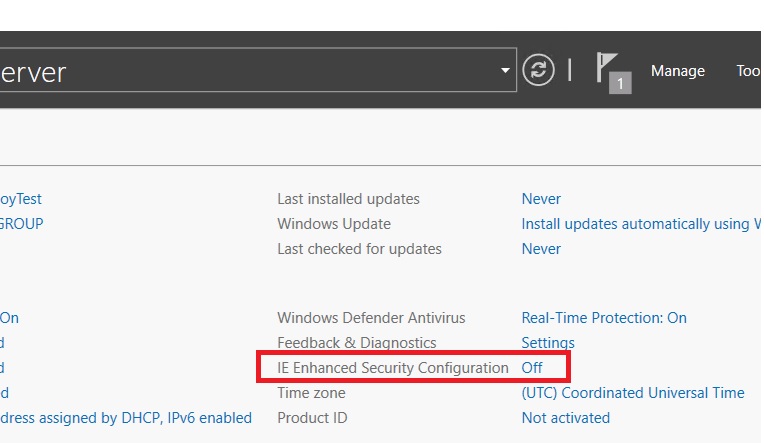 erver
1 Manage Too
oyTest Last installed updates Never
GROUP Windows Update Install updates automatically using W
Last checked for updates Never
On Windows Defender Antivirus Real-Time Protection: On
d Feedback & Diagnostics Settings
d IE Enhanced Security Configuration Off
ed Time zone (UTC) Coordinated Universal Time
dress assigned by DHCP, IPv6 enabled Product ID Not activated